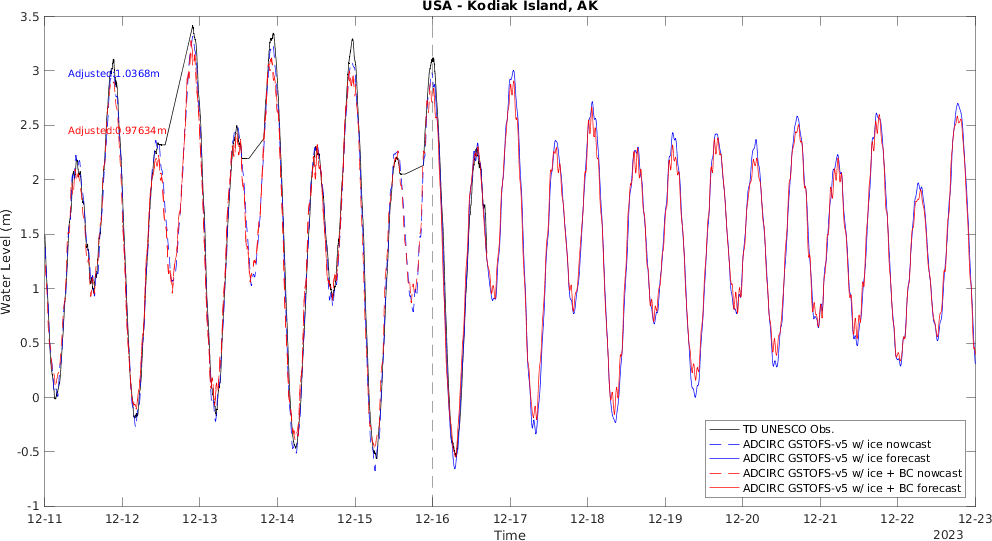 USA - Kodiak Island, AK
3.5
3
2.5
2
1.5
1
0.5
0
-0.5
-1
Water Level (m)
Adjusted:1.0368m
Adjusted:0.97634m
TD UNESCO Obs.
ADCIRC GSTOFS-v5 w/ ice nowcast
ADCIRC GSTOFS-v5 w/ ice forecast
ADCIRC GSTOFS-v5 w/ ice + BC nowcast
ADCIRC GSTOFS-v5 w/ ice + BC forecast
12-11 12-12 12-13 12-14 12-15 12-16 12-17 12-18 12-19 12-20 12-21 12-22 12-23
Time
2023